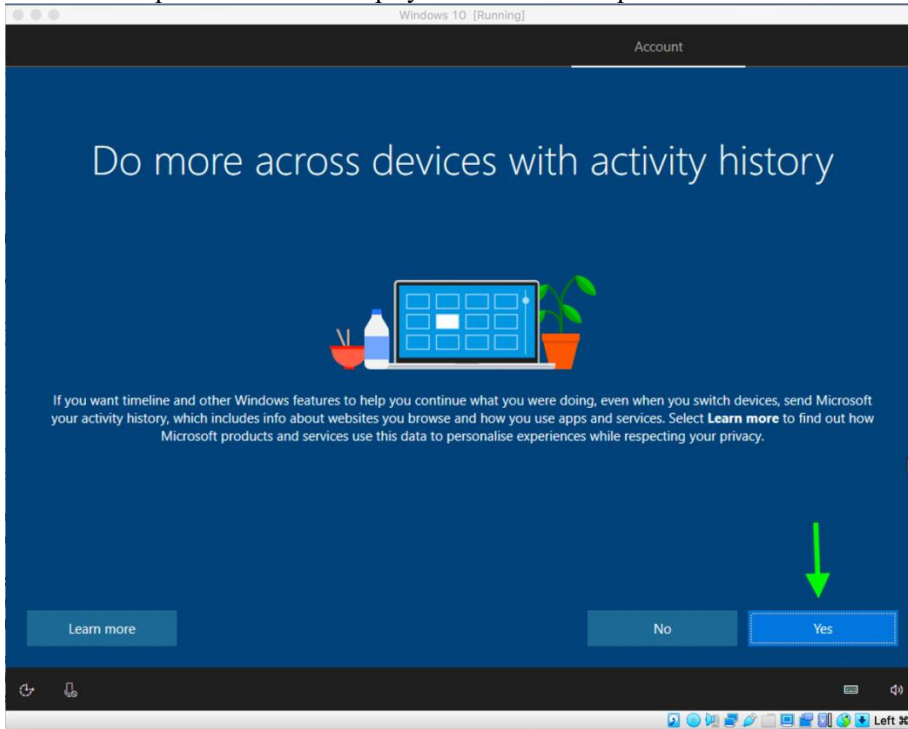 Windows 10 [Running]
Account
Do more across devices with activity history
If you want timeline and other Windows features to help you continue what you were doing, even when you switch devices, send Microsoft
your activity history, which includes info about websites you browse and how you use apps and services. Select Learn more to find out how
Microsoft products and services use this data to personalise experiences while respecting your privacy.
Learn more
No
Yes
Left ⌘